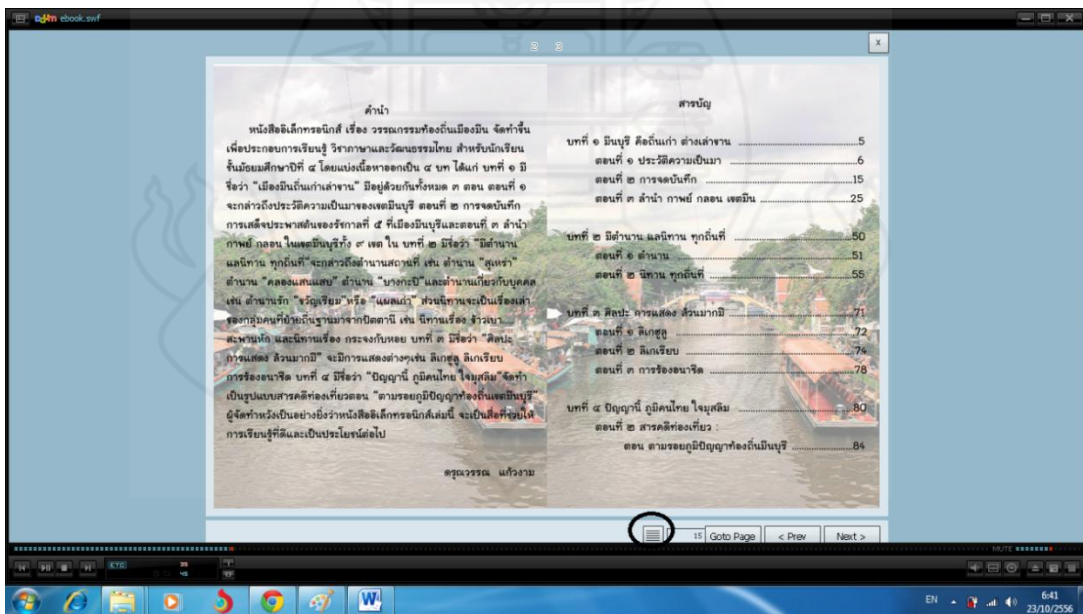 ebook.swf
๒ ๓
x
คำนำ
หนังสืออิเล็กทรอนิกส์ เรื่อง วรรณกรรมท้องถิ่นเมืองมีน จัดทำขึ้น
เพื่อประกอบการเรียนรู้ วิชาภาษาและวัฒนธรรมไทย สำหรับนักเรียน
ชั้นมัธยมศึกษาปีที่ ๔ โดยแบ่งเนื้อหาออกเป็น ๔ บท ได้แก่ บทที่ ๑ มี
ชื่อว่า "เมืองมีนถิ่นเก่าเล่าขาน" มีอยู่ด้วยกันทั้งหมด ๓ ตอน ตอนที่ ๑
จะกล่าวถึงประวัติความเป็นมาของเขตมีนบุรี ตอนที่ ๒ การจดบันทึก
การเสด็จประพาสต้นของรัชกาลที่ ๕ ที่เมืองมีนบุรีและตอนที่ ๓ ลำนำ
กาพย์ กลอน ในเขตมีนบุรีทั้ง ๙ เขต ใน บทที่ ๒ มีชื่อว่า "มีตำนาน
แลนิทาน ทุกถิ่นที่"จะกล่าวถึงตำนานสถานที่ เช่น ตำนาน "สุเหร่า"
ตำนาน "คลองแสนแสบ" ตำนาน "บางกะปิ"และตำนานเกี่ยวกับบุคคล
เช่น ตำนานรัก "ขวัญเรียม"หรือ "แผลเก่า" ส่วนนิทานจะเป็นเรื่องเล่า
ของกลุ่มคนที่ย้ายถิ่นฐานมาจากปัตตานี เช่น นิทานเรื่อง จ้าวเบา
สะพานหัก และนิทานเรื่อง กระจงกับหอย บทที่ ๓ มีชื่อว่า "ศิลปะ
การแสดง ล้วนมากมี" จะมีการแสดงต่างๆเช่น ลิเกฮูลู ลิเกเรียบ
การร้องอนาชีด บทที่ ๔ มีชื่อว่า "ปัญญานี้ ภูมิคนไทย ใจมุสลิม"จัดทำ
เป็นรูปแบบสารคดีท่องเที่ยวตอน "ตามรอยภูมิปัญญาท้องถิ่นเขตมีนบุรี"
ผู้จัดทำหวังเป็นอย่างยิ่งว่าหนังสืออิเล็กทรอนิกส์เล่มนี้ จะเป็นสื่อที่ช่วยให้
การเรียนรู้ที่ดีและเป็นประโยชน์ต่อไป
ดรุณวรรณ แก้วงาม
สารบัญ
บทที่ ๑ มีนบุรี คือถิ่นเก่า ต่างเล่าขาน ...5
ตอนที่ ๑ ประวัติความเป็นมา ...6
ตอนที่ ๒ การจดบันทึก ...15
ตอนที่ ๓ ลำนำ กาพย์ กลอน เขตมีน ...25
บทที่ ๒ มีตำนาน แลนิทาน ทุกถิ่นที่ ...50
ตอนที่ ๑ ตำนาน ...51
ตอนที่ ๒ นิทาน ทุกถิ่นที่ ...55
บทที่ ๓ ศิลปะ การแสดง ล้วนมากมี ...71
ตอนที่ ๑ ลิเกฮูลู ...72
ตอนที่ ๒ ลิเกเรียบ ...74
ตอนที่ ๓ การร้องอนาชีด ...78
บทที่ ๔ ปัญญานี้ ภูมิคนไทย ใจมุสลิม ...80
ตอนที่ ๒ สารคดีท่องเที่ยว :
ตอน ตามรอยภูมิปัญญาท้องถิ่นมีนบุรี ...84
15 Goto Page < Prev Next >
MUTE
EN 6:41
23/10/2556